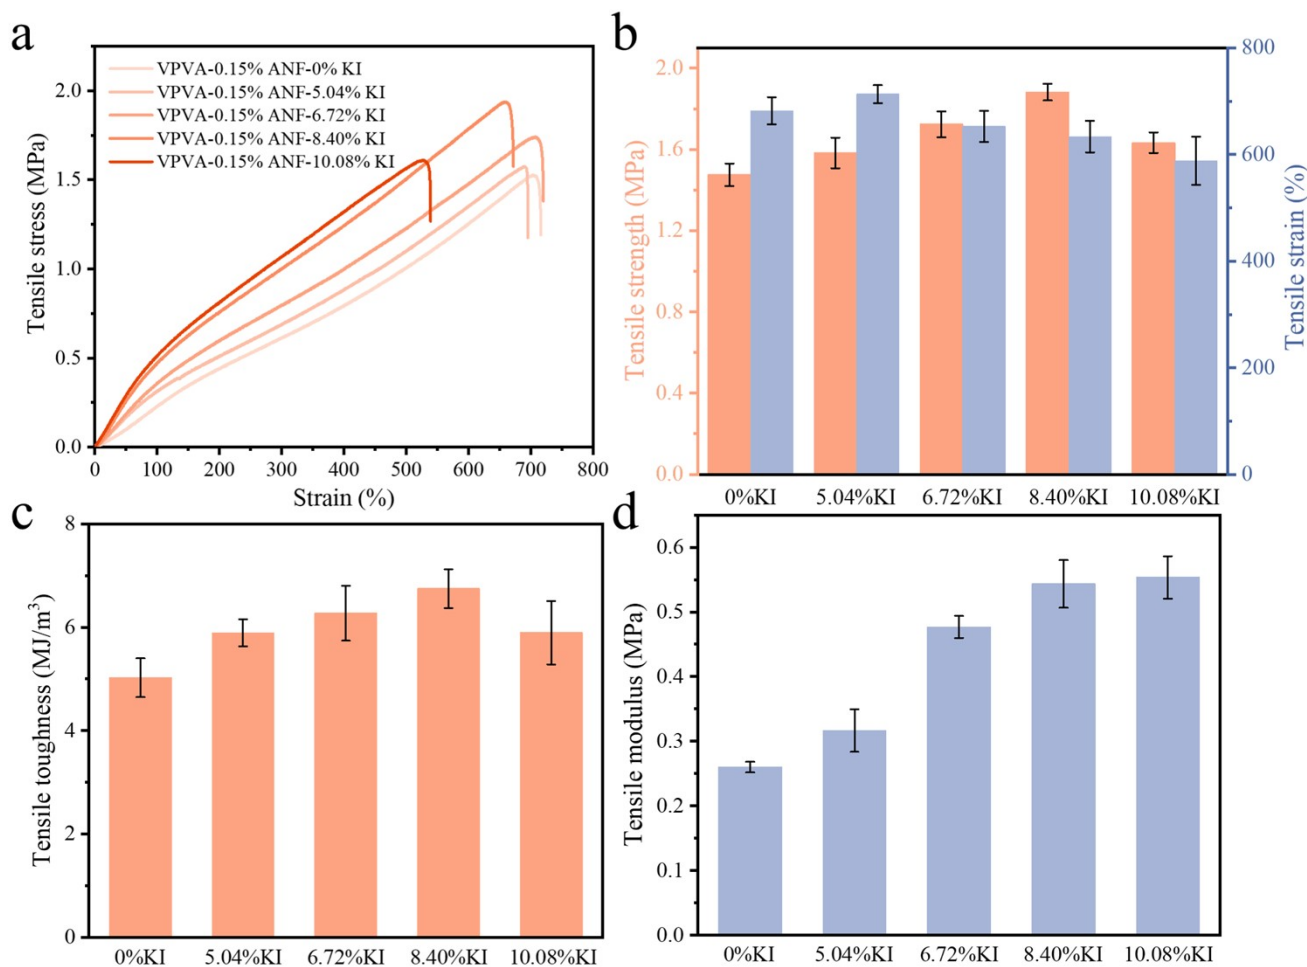 a
Tensile stress (MPa)
2.0
1.5
1.0
0.5
0.0
VPVA-0.15% ANF-0% KI
VPVA-0.15% ANF-5.04% KI
VPVA-0.15% ANF-6.72% KI
VPVA-0.15% ANF-8.40% KI
VPVA-0.15% ANF-10.08% KI
0 100 200 300 400 500 600 700 800
Strain (%)
b
Tensile strength (MPa)
2.0
1.6
1.2
0.8
0.4
0.0
800
600
400
200
0
Tensile strain (%)
0%KI 5.04%KI 6.72%KI 8.40%KI 10.08%KI
c
Tensile toughness (MJ/m³)
8
6
4
2
0
0%KI 5.04%KI 6.72%KI 8.40%KI 10.08%KI
d
Tensile modulus (MPa)
0.6
0.5
0.4
0.3
0.2
0.1
0.0
0%KI 5.04%KI 6.72%KI 8.40%KI 10.08%KI